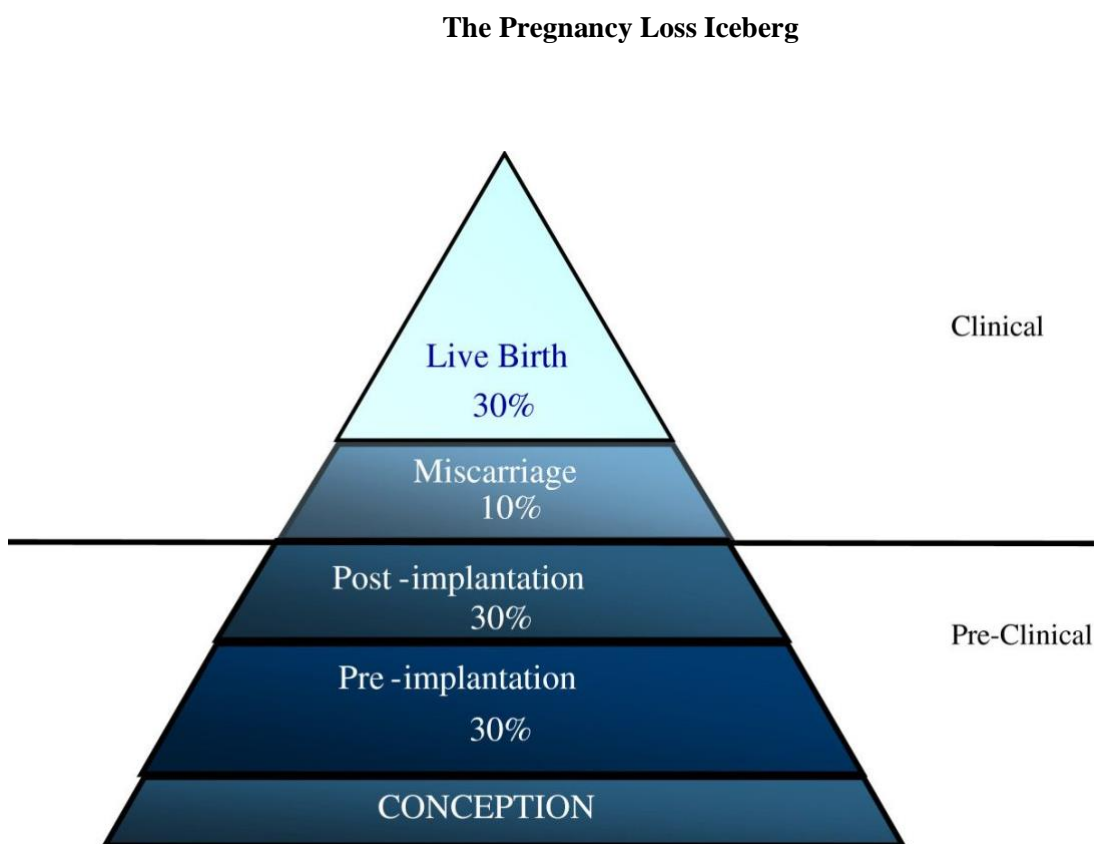 The Pregnancy Loss Iceberg
Clinical
Live Birth
30%
Miscarriage
10%
Post -implantation
30%
Pre-Clinical
Pre -implantation
30%
CONCEPTION